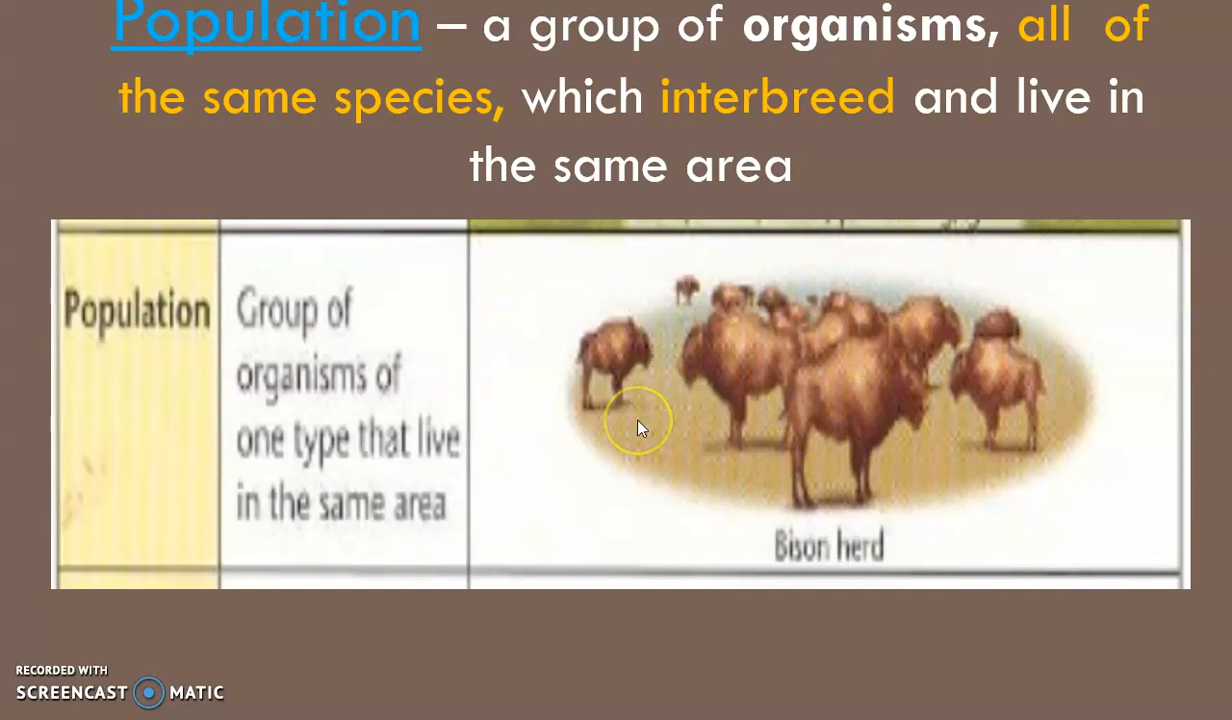 Population – a group of organisms, all of
the same species, which interbreed and live in
the same area
Population
Group of
organisms of
one type that live
in the same area
Bison herd
RECORDED WITH
SCREENCAST MATIC